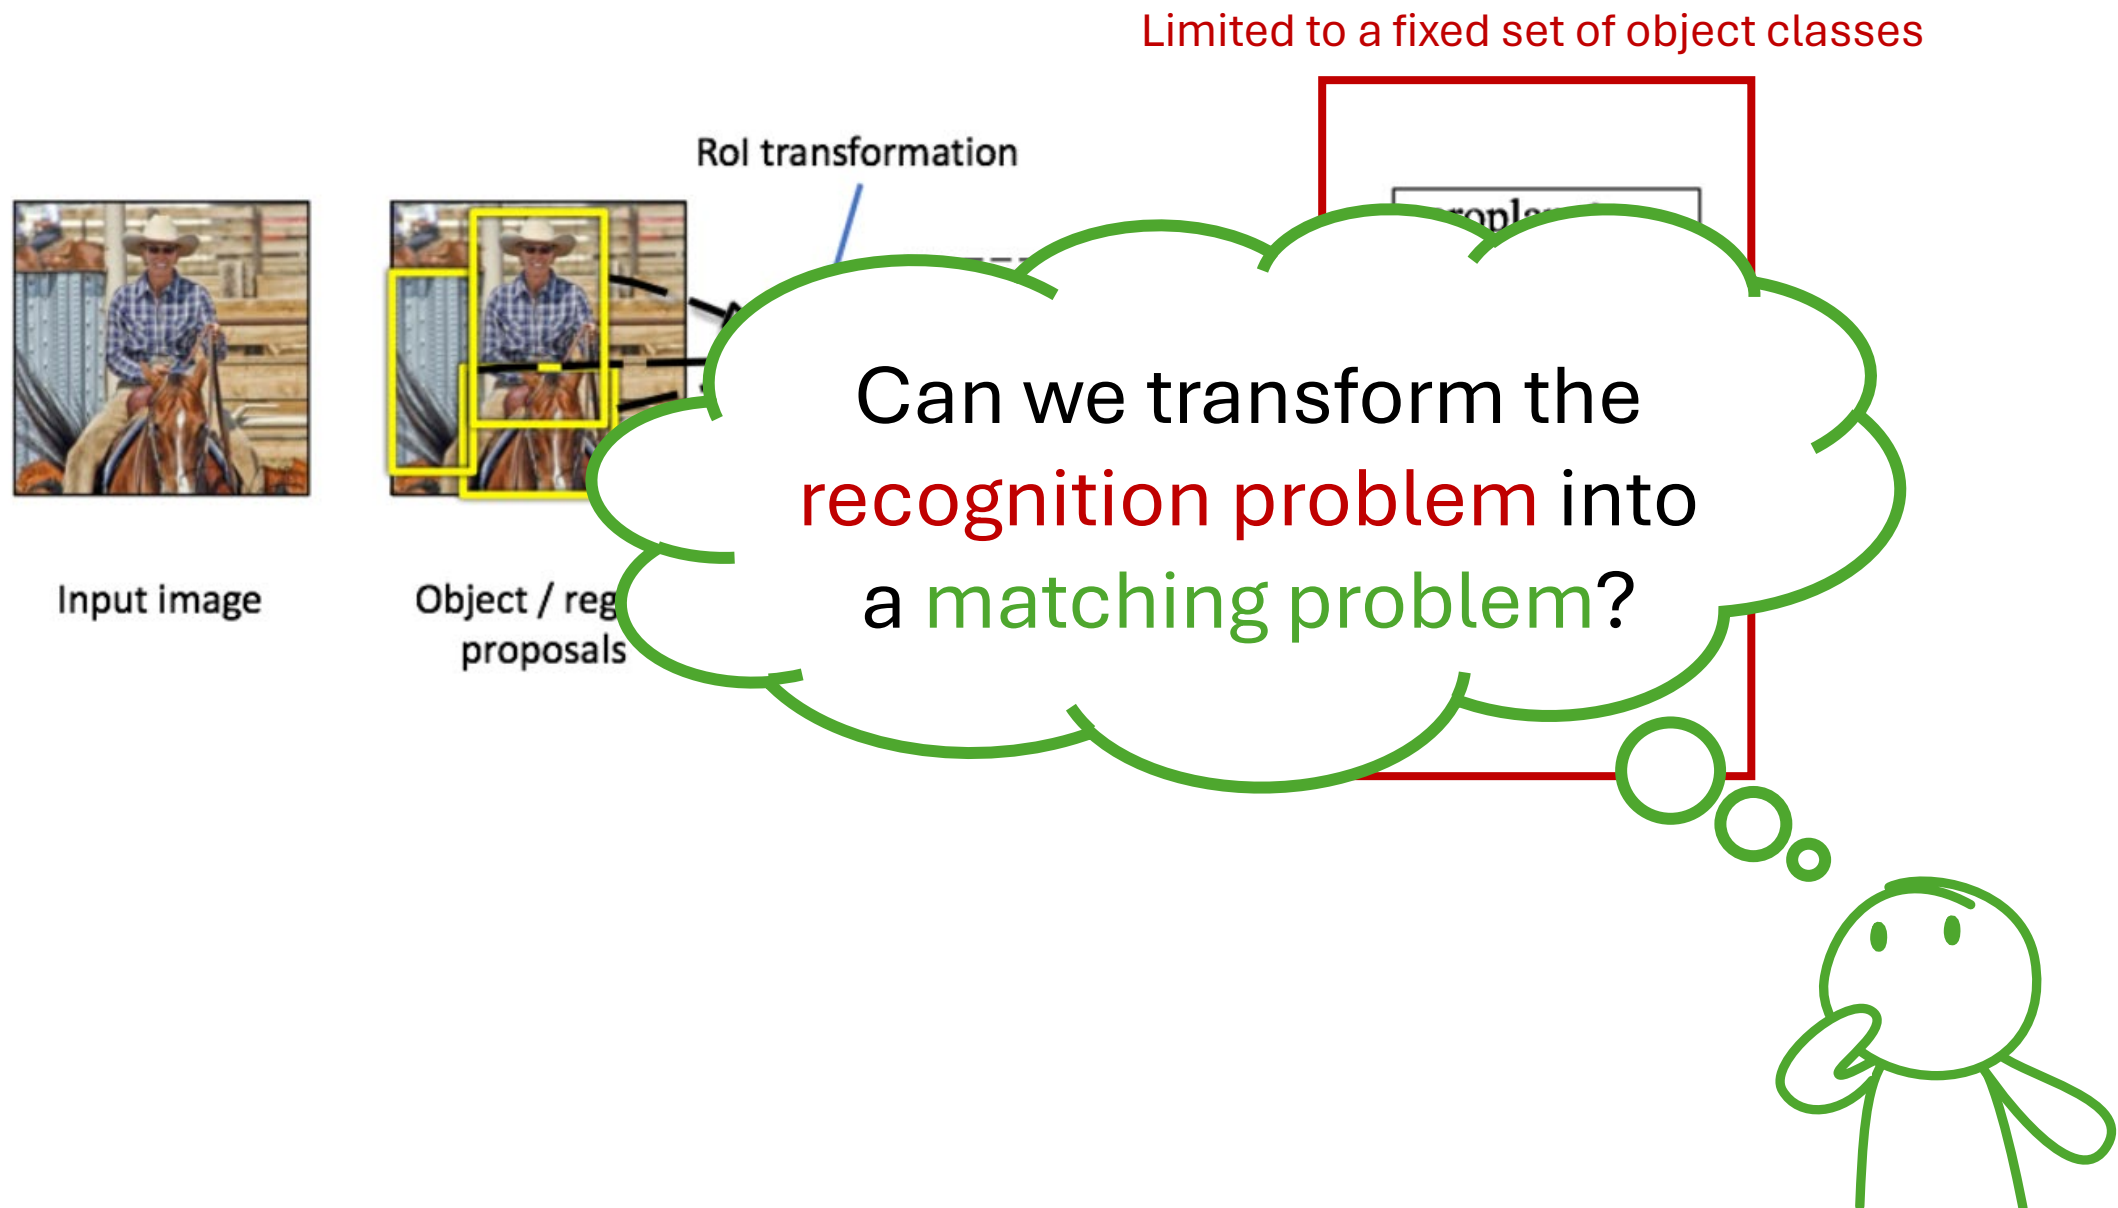 Limited to a fixed set of object classes
RoI transformation
Can we transform the
recognition problem into
a matching problem?
Input image
Object /
proposals